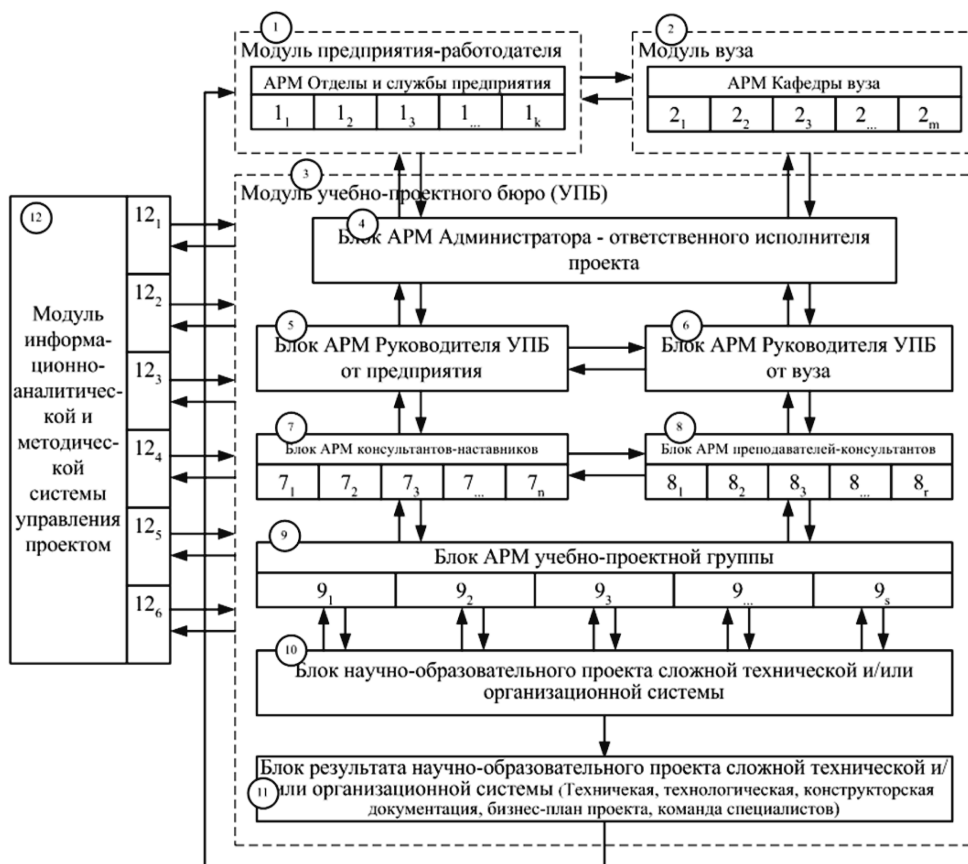 1
Модуль предприятия-работодателя
АРМ Отделы и службы предприятия
1₁ 1₂ 1₃ 1... 1ₖ
2
Модуль вуза
АРМ Кафедры вуза
2₁ 2₂ 2₃ 2... 2ₘ
3
Модуль учебно-проектного бюро (УПБ)
4
Блок АРМ Администратора - ответственного исполнителя
проекта
5
Блок АРМ Руководителя УПБ
от предприятия
6
Блок АРМ Руководителя УПБ
от вуза
7
Блок АРМ консультантов-наставников
7₁ 7₂ 7₃ 7... 7ₙ
8
Блок АРМ преподавателей-консультантов
8₁ 8₂ 8₃ 8... 8ᵣ
9
Блок АРМ учебно-проектной группы
9₁ 9₂ 9₃ 9... 9ₛ
10
Блок научно-образовательного проекта сложной технической и/или
организационной системы
11
Блок результата научно-образовательного проекта сложной технической и/
или организационной системы (Техничекая, технологическая, конструкторская
документация, бизнес-план проекта, команда специалистов)
12
Модуль
информа-
ционно-
аналитичес-
кой и
методичес-
кой
системы
управления
проектом
12₁
12₂
12₃
12₄
12₅
12₆